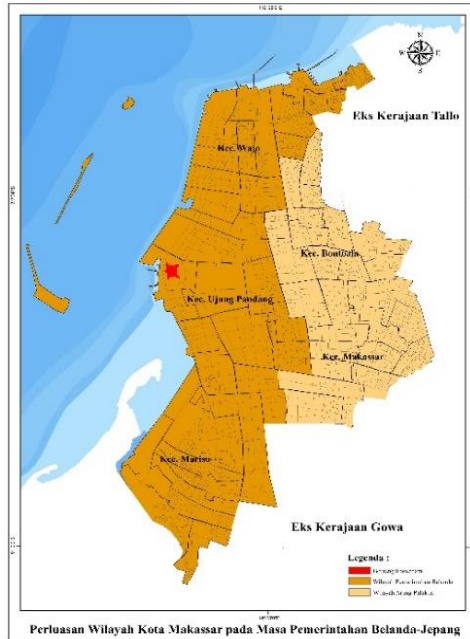 N
W E
S
Eks Kerajaan Tallo
Kec. Wajo
Kec. Bontoala
Kec. Ujung Pandang
Kec. Makassar
Kec. Mariso
Eks Kerajaan Gowa
Legenda :
Wilayah Pemerintahan Belanda
Perluasan Wilayah Kota Makassar pada Masa Pemerintahan Belanda-Jepang